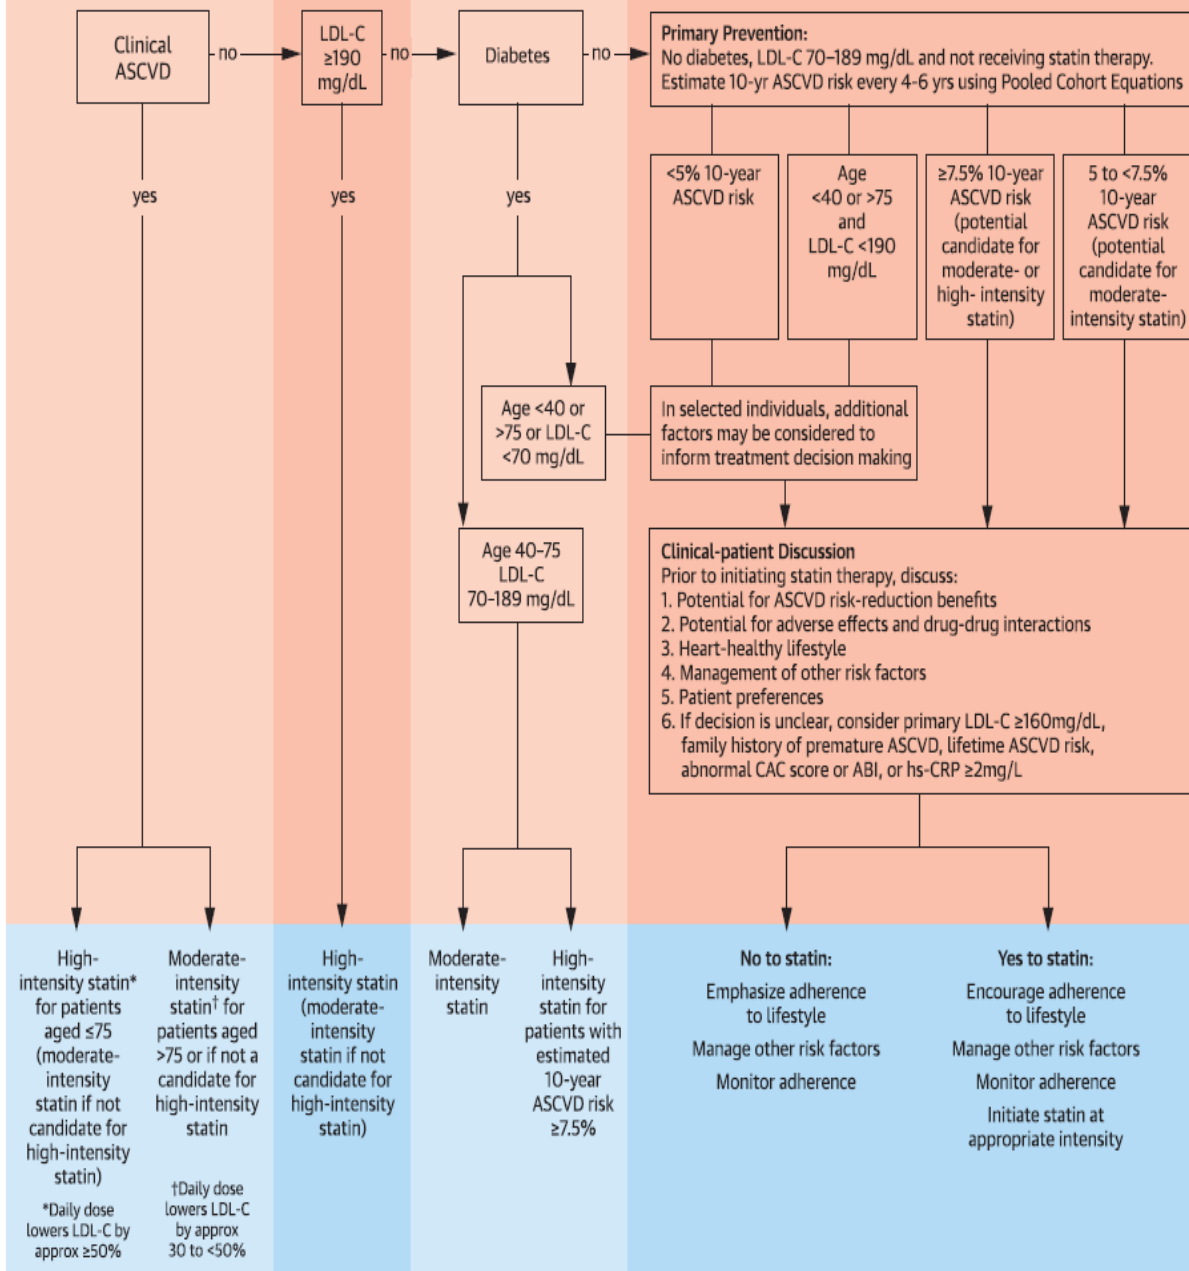 Clinical
ASCVD
no
LDL-C
≥190
mg/dL
no
Diabetes
no
Primary Prevention:
No diabetes, LDL-C 70–189 mg/dL and not receiving statin therapy.
Estimate 10-yr ASCVD risk every 4-6 yrs using Pooled Cohort Equations
yes
yes
yes
<5% 10-year
ASCVD risk
Age
<40 or >75
and
LDL-C <190
mg/dL
≥7.5% 10-year
ASCVD risk
(potential
candidate for
moderate- or
high- intensity
statin)
5 to <7.5%
10-year
ASCVD risk
(potential
candidate for
moderate-
intensity statin)
Age <40 or
>75 or LDL-C
<70 mg/dL
In selected individuals, additional
factors may be considered to
inform treatment decision making
Age 40–75
LDL-C
70–189 mg/dL
Clinical-patient Discussion
Prior to initiating statin therapy, discuss:
1. Potential for ASCVD risk-reduction benefits
2. Potential for adverse effects and drug-drug interactions
3. Heart-healthy lifestyle
4. Management of other risk factors
5. Patient preferences
6. If decision is unclear, consider primary LDL-C ≥160mg/dL,
family history of premature ASCVD, lifetime ASCVD risk,
abnormal CAC score or ABI, or hs-CRP ≥2mg/L
High-
intensity statin*
for patients
aged ≤75
(moderate-
intensity
statin if not
candidate for
high-intensity
statin)
*Daily dose
lowers LDL-C by
approx ≥50%
Moderate-
intensity
statin† for
patients aged
>75 or if not a
candidate for
high-intensity
statin
†Daily dose
lowers LDL-C
by approx
30 to <50%
High-
intensity statin
(moderate-
intensity
statin if not
candidate for
high-intensity
statin)
Moderate-
intensity
statin
High-
intensity
statin for
patients with
estimated
10-year
ASCVD risk
≥7.5%
No to statin:
Emphasize adherence
to lifestyle
Manage other risk factors
Monitor adherence
Yes to statin:
Encourage adherence
to lifestyle
Manage other risk factors
Monitor adherence
Initiate statin at
appropriate intensity